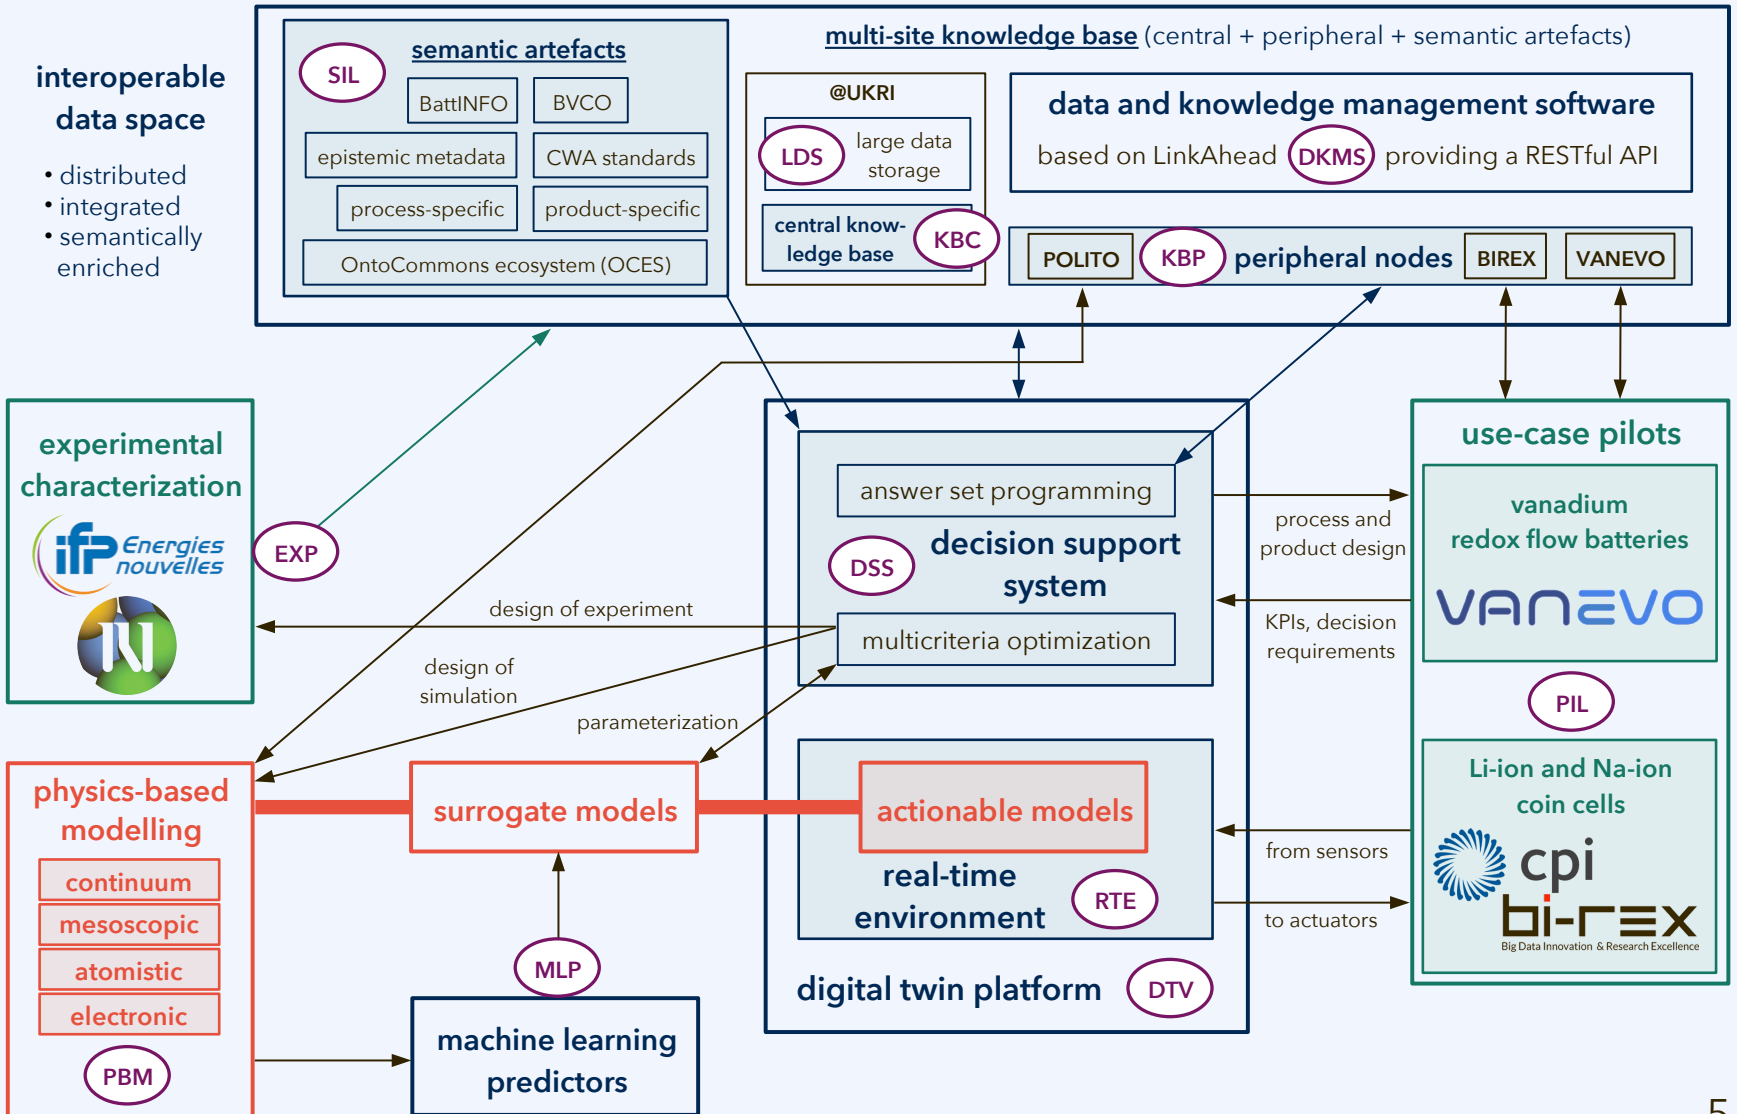 interoperable
data space
• distributed
• integrated
• semantically
enriched
semantic artefacts
SIL
BattINFO
BVCO
epistemic metadata
CWA standards
process-specific
product-specific
OntoCommons ecosystem (OCES)
multi-site knowledge base (central + peripheral + semantic artefacts)
@UKRI
LDS
large data
storage
central know-
ledge base
KBC
data and knowledge management software
based on LinkAhead DKMS providing a RESTful API
POLITO
KBP
peripheral nodes
BIREX
VANEVO
experimental
characterization
ifp Energies
nouvelles
EXP
N
design of experiment
design of
simulation
parameterization
answer set programming
DSS
decision support
system
multicriteria optimization
process and
product design
KPIs, decision
requirements
use-case pilots
vanadium
redox flow batteries
VANEVO
PIL
Li-ion and Na-ion
coin cells
cpi
bi-rex
Big Data Innovation & Research Excellence
physics-based
modelling
continuum
mesoscopic
atomistic
electronic
PBM
surrogate models
MLP
machine learning
predictors
actionable models
real-time
environment
RTE
digital twin platform
DTV
from sensors
to actuators
5